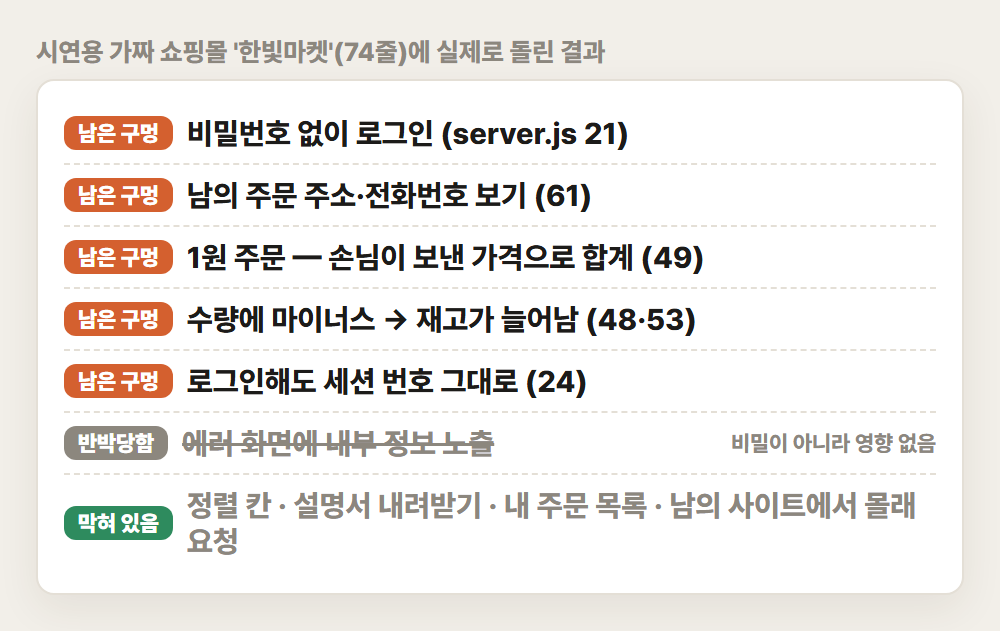 시연용 가짜 쇼핑몰 '한빛마켓'(74줄)에 실제로 돌린 결과
남은 구멍 비밀번호 없이 로그인 (server.js 21)
남은 구멍 남의 주문 주소·전화번호 보기 (61)
남은 구멍 1원 주문 — 손님이 보낸 가격으로 합계 (49)
남은 구멍 수량에 마이너스 → 재고가 늘어남 (48·53)
남은 구멍 로그인해도 세션 번호 그대로 (24)
반박당함 에러 화면에 내부 정보 노출 비밀이 아니라 영향 없음
막혀 있음 정렬 칸 · 설명서 내려받기 · 내 주문 목록 · 남의 사이트에서 몰래
요청